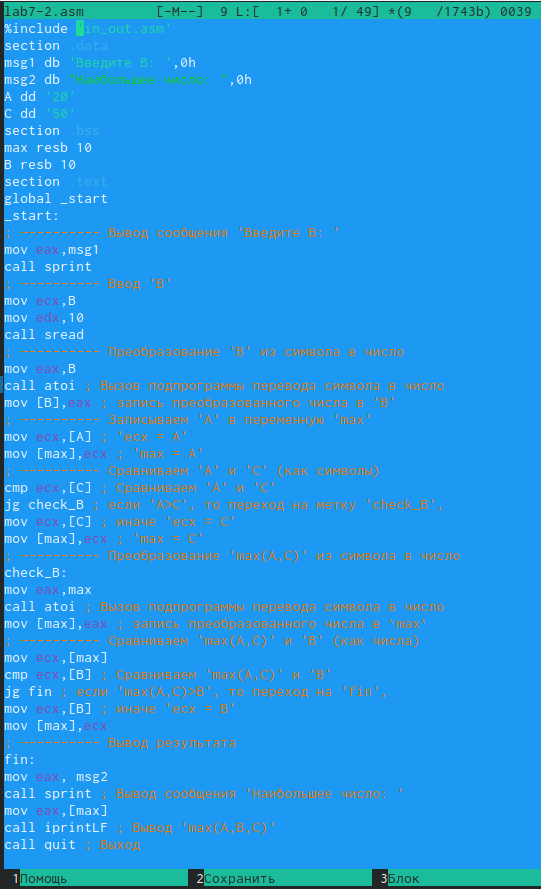 lab7-2.asm [-M--] 9 L:[ 1+ 0 1/ 49] *(9 /1743b) 0039
%include 'in_out.asm'
section .data
msg1 db 'Введите B: ',0h
msg2 db "Наибольшее число: ",0h
A dd '20'
C dd '50'
section .bss
max resb 10
B resb 10
section .text
global _start
_start:
; ---------- Вывод сообщения 'Введите B: '
mov eax,msg1
call sprint
; ---------- Ввод 'B'
mov ecx,B
mov edx,10
call sread
; ---------- Преобразование 'B' из символа в число
mov eax,B
call atoi ; Вызов подпрограммы перевода символа в число
mov [B],eax ; запись преобразованного числа в 'B'
; ---------- Записываем 'A' в переменную 'max'
mov ecx,[A] ; 'ecx = A'
mov [max],ecx ; 'max = A'
; ---------- Сравниваем 'A' и 'С' (как символы)
cmp ecx,[C] ; Сравниваем 'A' и 'С'
jg check_B ; если 'A>C', то переход на метку 'check_B',
mov ecx,[C] ; иначе 'ecx = C'
mov [max],ecx ; 'max = C'
; ---------- Преобразование 'max(A,C)' из символа в число
check_B:
mov eax,max
call atoi ; Вызов подпрограммы перевода символа в число
mov [max],eax ; запись преобразованного числа в `max`
; ---------- Сравниваем 'max(A,C)' и 'B' (как числа)
mov ecx,[max]
cmp ecx,[B] ; Сравниваем 'max(A,C)' и 'B'
jg fin ; если 'max(A,C)>B', то переход на 'fin',
mov ecx,[B] ; иначе 'ecx = B'
mov [max],ecx
; ---------- Вывод результата
fin:
mov eax, msg2
call sprint ; Вывод сообщения 'Наибольшее число: '
mov eax,[max]
call iprintLF ; Вывод 'max(A,B,C)'
call quit ; Выход
1Помощь 2Сохранить 3Блок